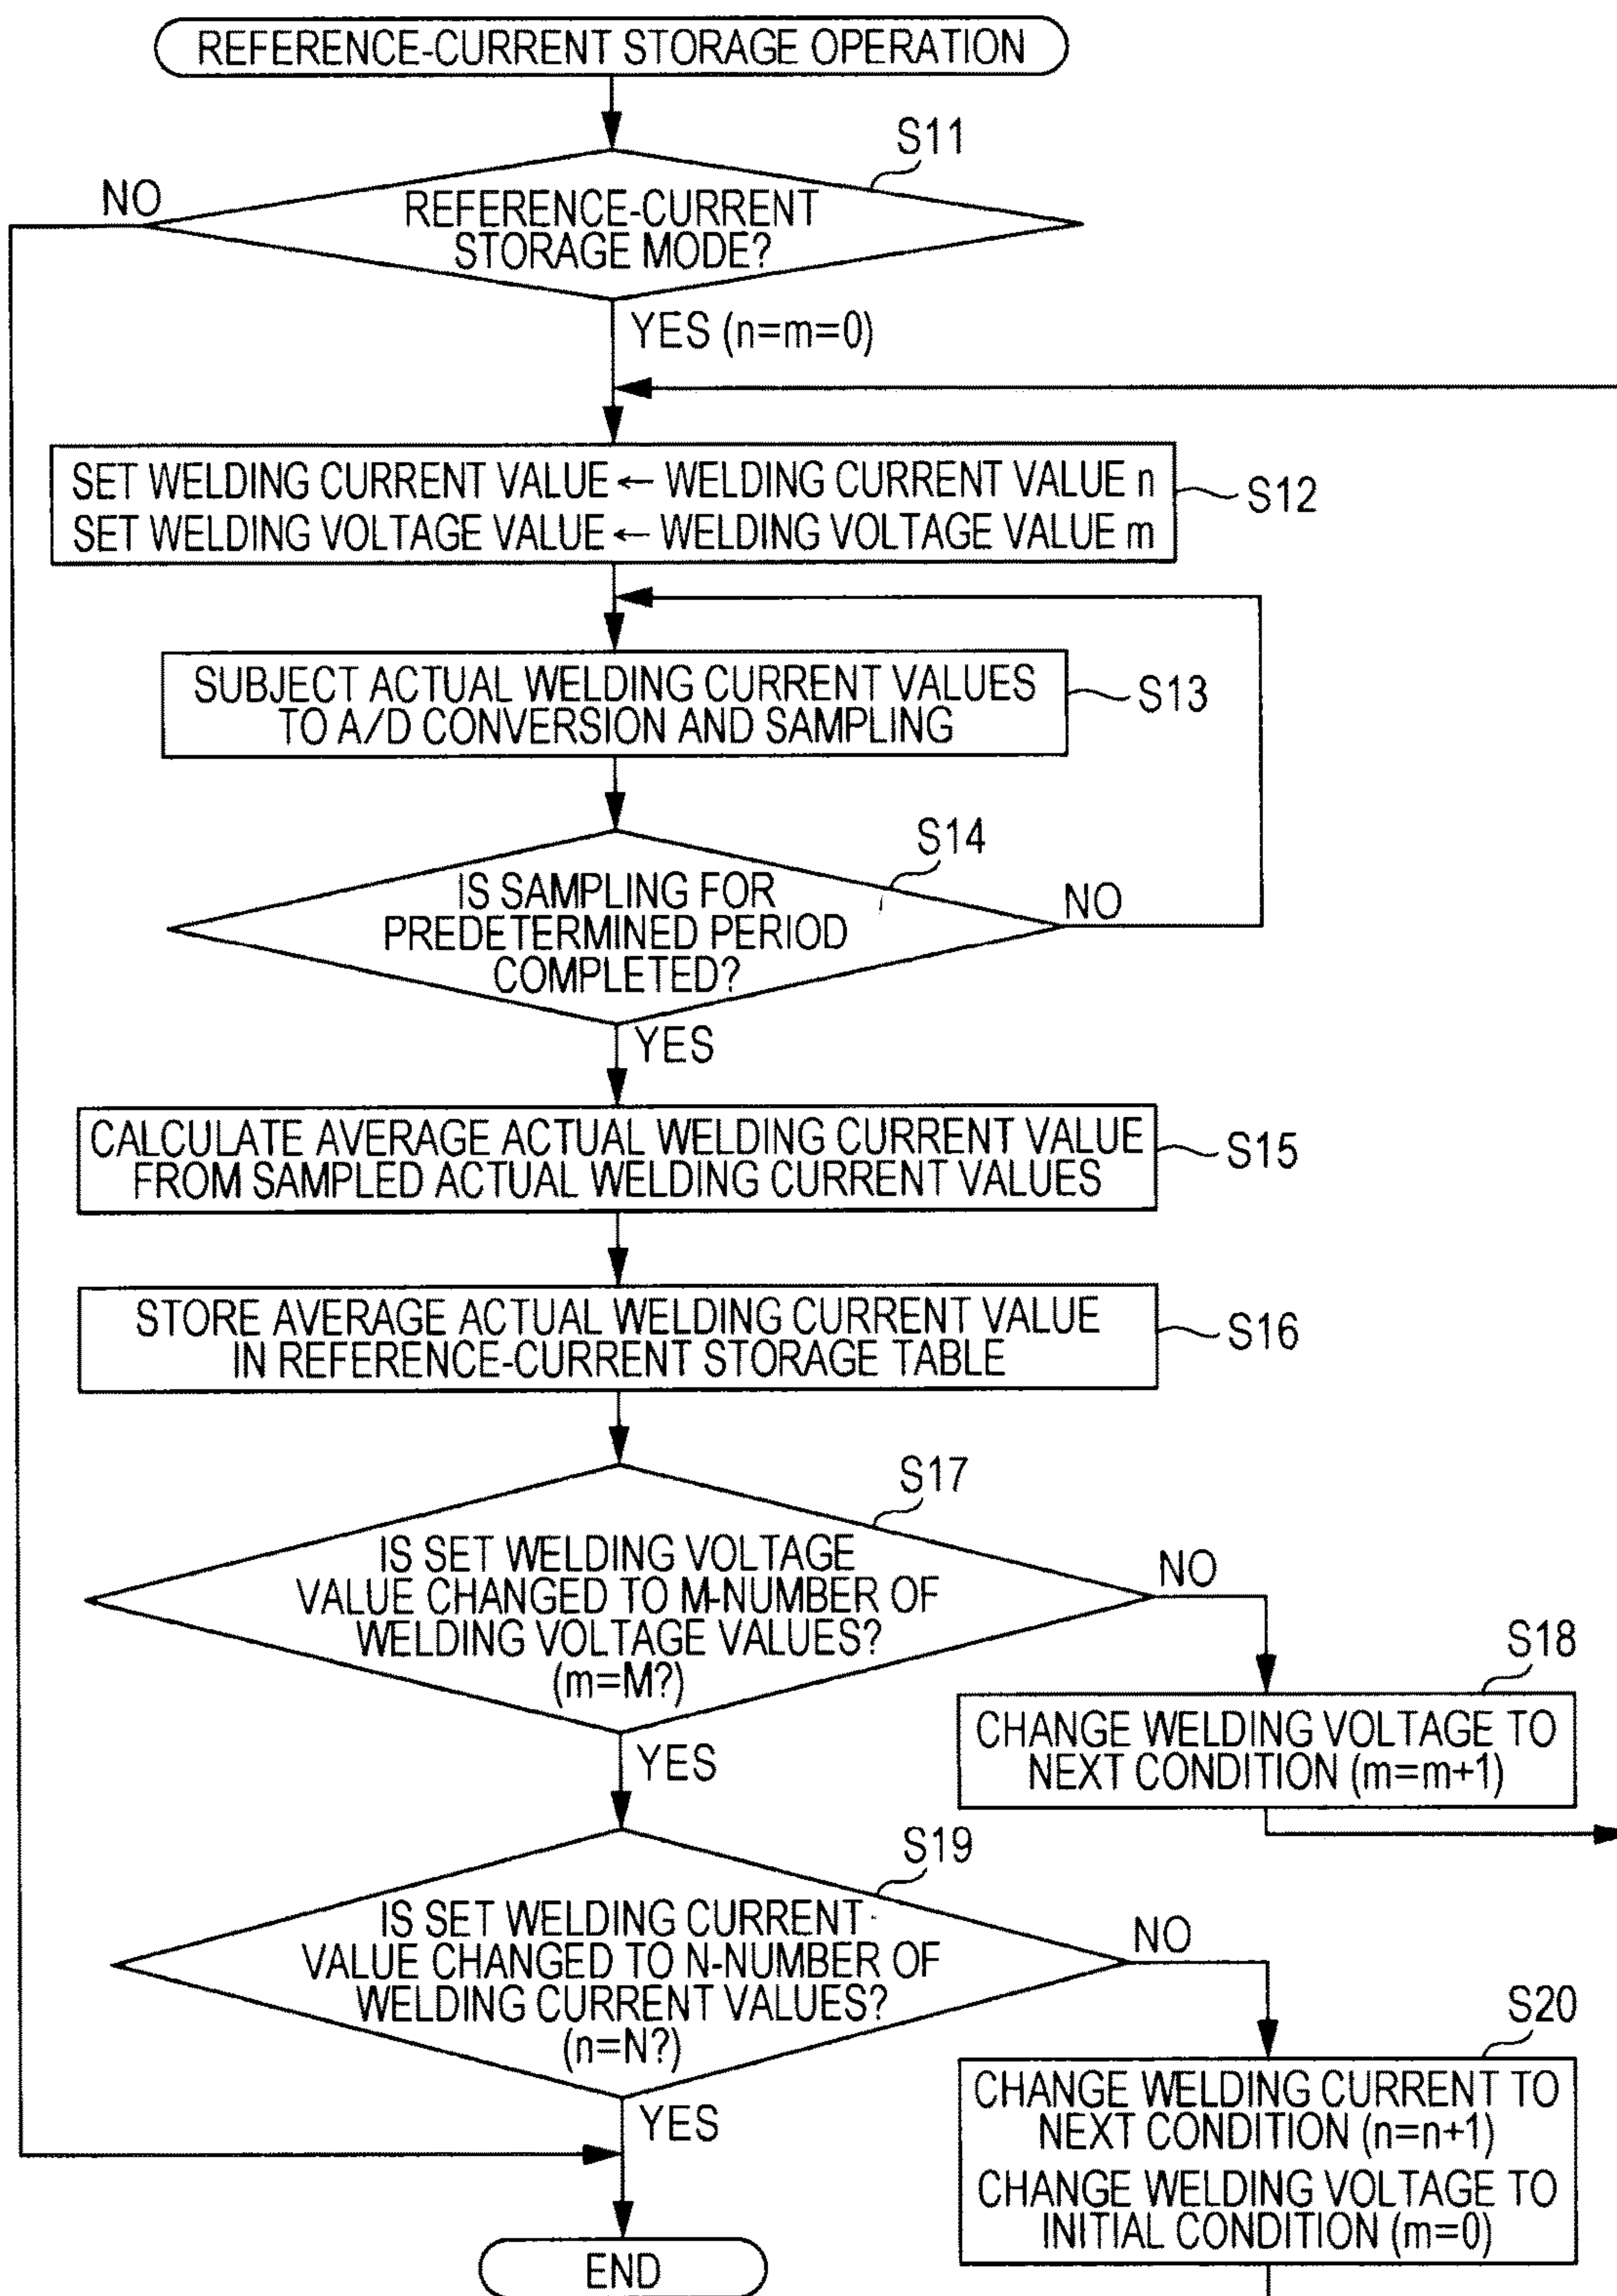 REFERENCE-CURRENT STORAGE OPERATION
S11
NO
REFERENCE-CURRENT
STORAGE MODE?
YES (n=m=0)
SET WELDING CURRENT VALUE ← WELDING CURRENT VALUE n
SET WELDING VOLTAGE VALUE ← WELDING VOLTAGE VALUE m
S12
SUBJECT ACTUAL WELDING CURRENT VALUES
TO A/D CONVERSION AND SAMPLING
S13
S14
IS SAMPLING FOR
PREDETERMINED PERIOD
COMPLETED?
NO
YES
CALCULATE AVERAGE ACTUAL WELDING CURRENT VALUE
FROM SAMPLED ACTUAL WELDING CURRENT VALUES
S15
STORE AVERAGE ACTUAL WELDING CURRENT VALUE
IN REFERENCE-CURRENT STORAGE TABLE
S16
S17
IS SET WELDING VOLTAGE
VALUE CHANGED TO M-NUMBER OF
WELDING VOLTAGE VALUES?
(m=M?)
NO
YES
S18
CHANGE WELDING VOLTAGE TO
NEXT CONDITION (m=m+1)
S19
IS SET WELDING CURRENT
VALUE CHANGED TO N-NUMBER OF
WELDING CURRENT VALUES?
(n=N?)
NO
YES
S20
CHANGE WELDING CURRENT TO
NEXT CONDITION (n=n+1)
CHANGE WELDING VOLTAGE TO
INITIAL CONDITION (m=0)
END